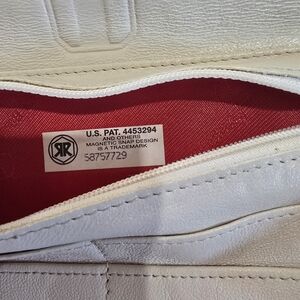 U.S. PAT. 4453294
AND OTHERS
MAGNETIC SNAP DESIGN
IS A TRADEMARK
58757729